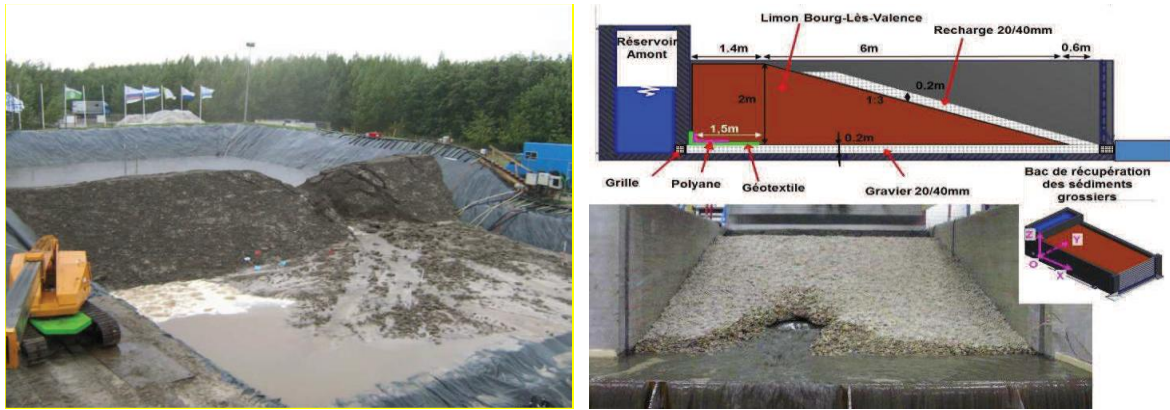 Limon Bourg-Lès-Valence
Réservoir
Amont
1.4m
6m
Recharge 20/40mm
0.6m
0.2m
2m
1:3
1,5m
0.2m
Grille
Polyane
Géotextile
Gravier 20/40mm
Bac de récupération
des sédiments
grossiers
Z
Y
O
X